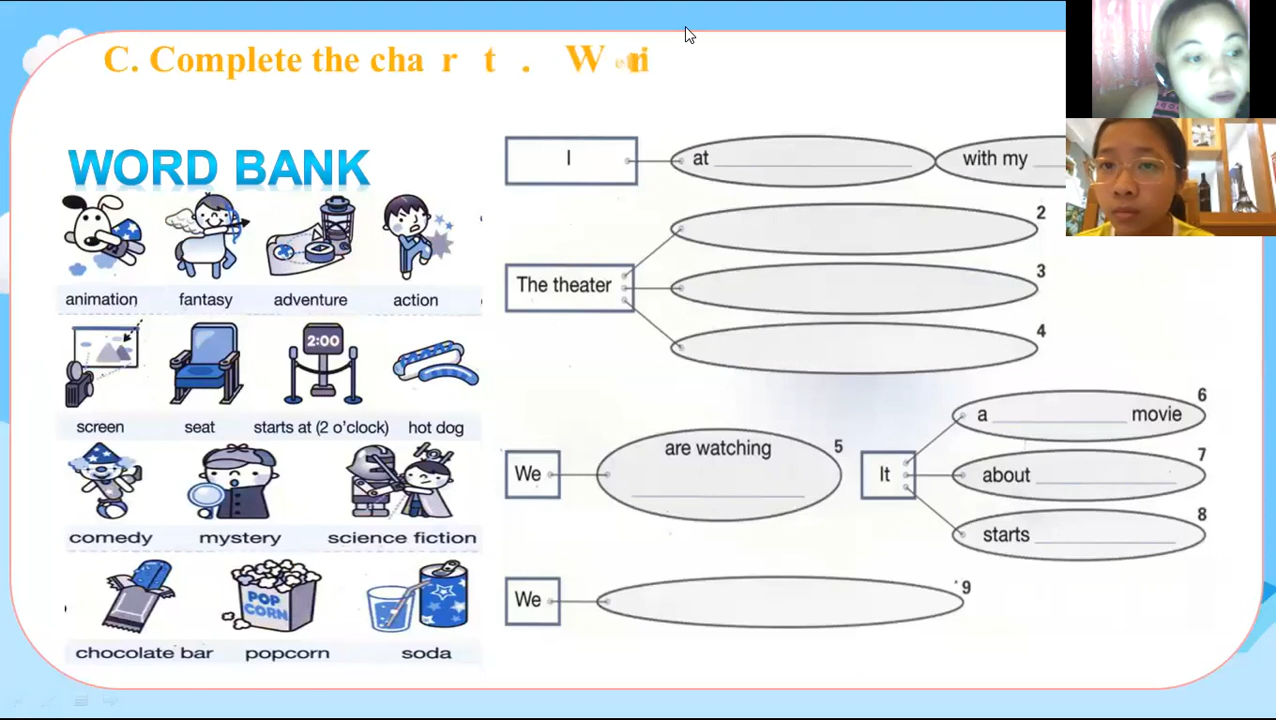 C. Complete the cha r t .
WORD BANK
animation fantasy adventure action
screen seat starts at (2 o'clock) hot dog
2:00
comedy mystery science fiction
POP CORN
chocolate bar popcorn soda
I
at
with my
The theater
2
3
4
We
are watching
5
It
a movie
6
about
7
starts
8
We
9